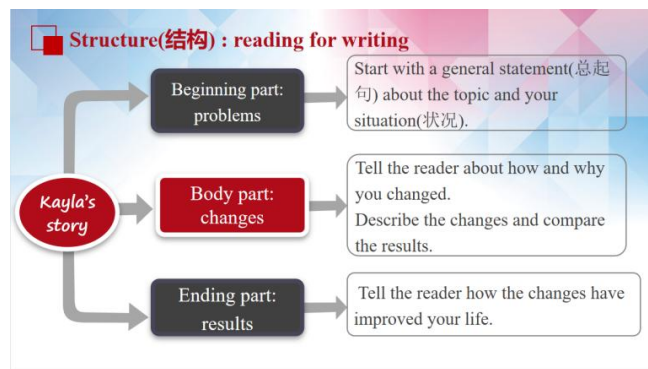 Structure(结构) : reading for writing
Beginning part:
problems
Start with a general statement(总起
句) about the topic and your
situation(状况).
Kayla's
story
Body part:
changes
Tell the reader about how and why
you changed.
Describe the changes and compare
the results.
Ending part:
results
Tell the reader how the changes have
improved your life.